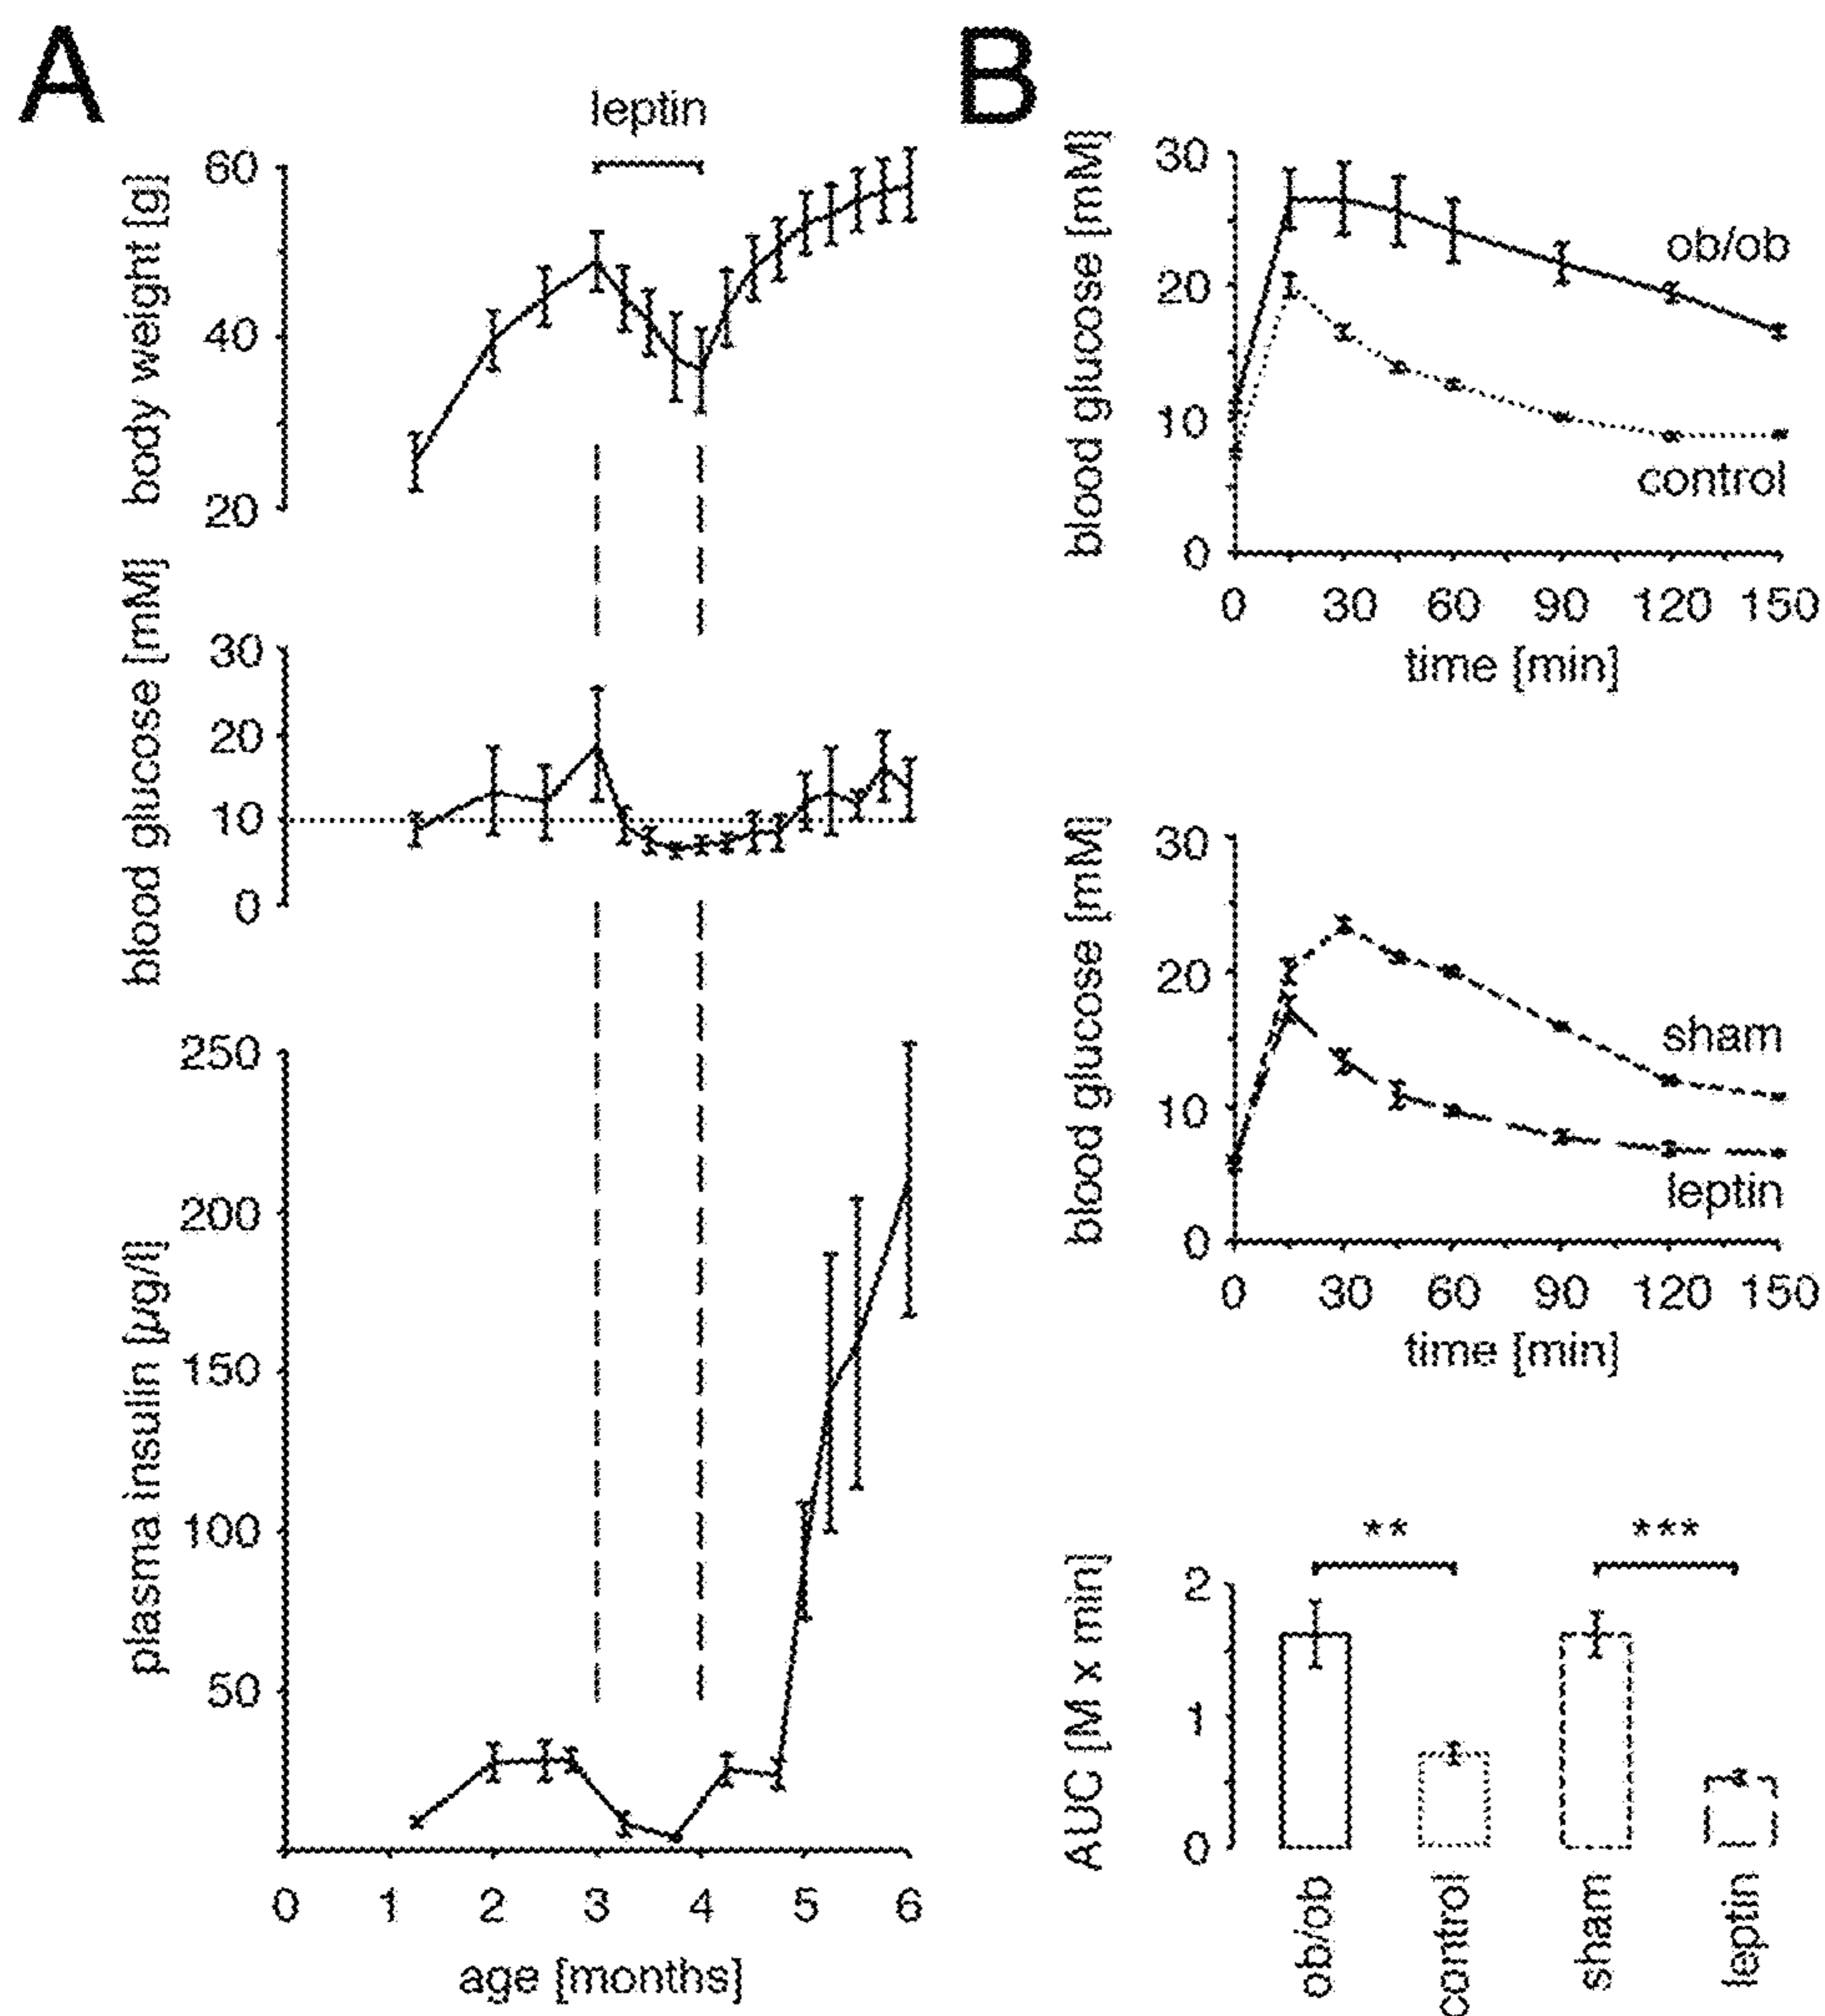 A
leptin
body weight [g]
60
40
20
blood glucose [mM]
30
20
10
0
plasma insulin [µg/l]
250
200
150
100
50
0 1 2 3 4 5 6
age [months]
B
blood glucose [mM]
30
20
10
0
ob/ob
control
0 30 60 90 120 150
time [min]
blood glucose [mM]
30
20
10
0
sham
leptin
0 30 60 90 120 150
time [min]
AUC [M x min]
2
1
0
** ***
ob/ob
control
sham
leptin